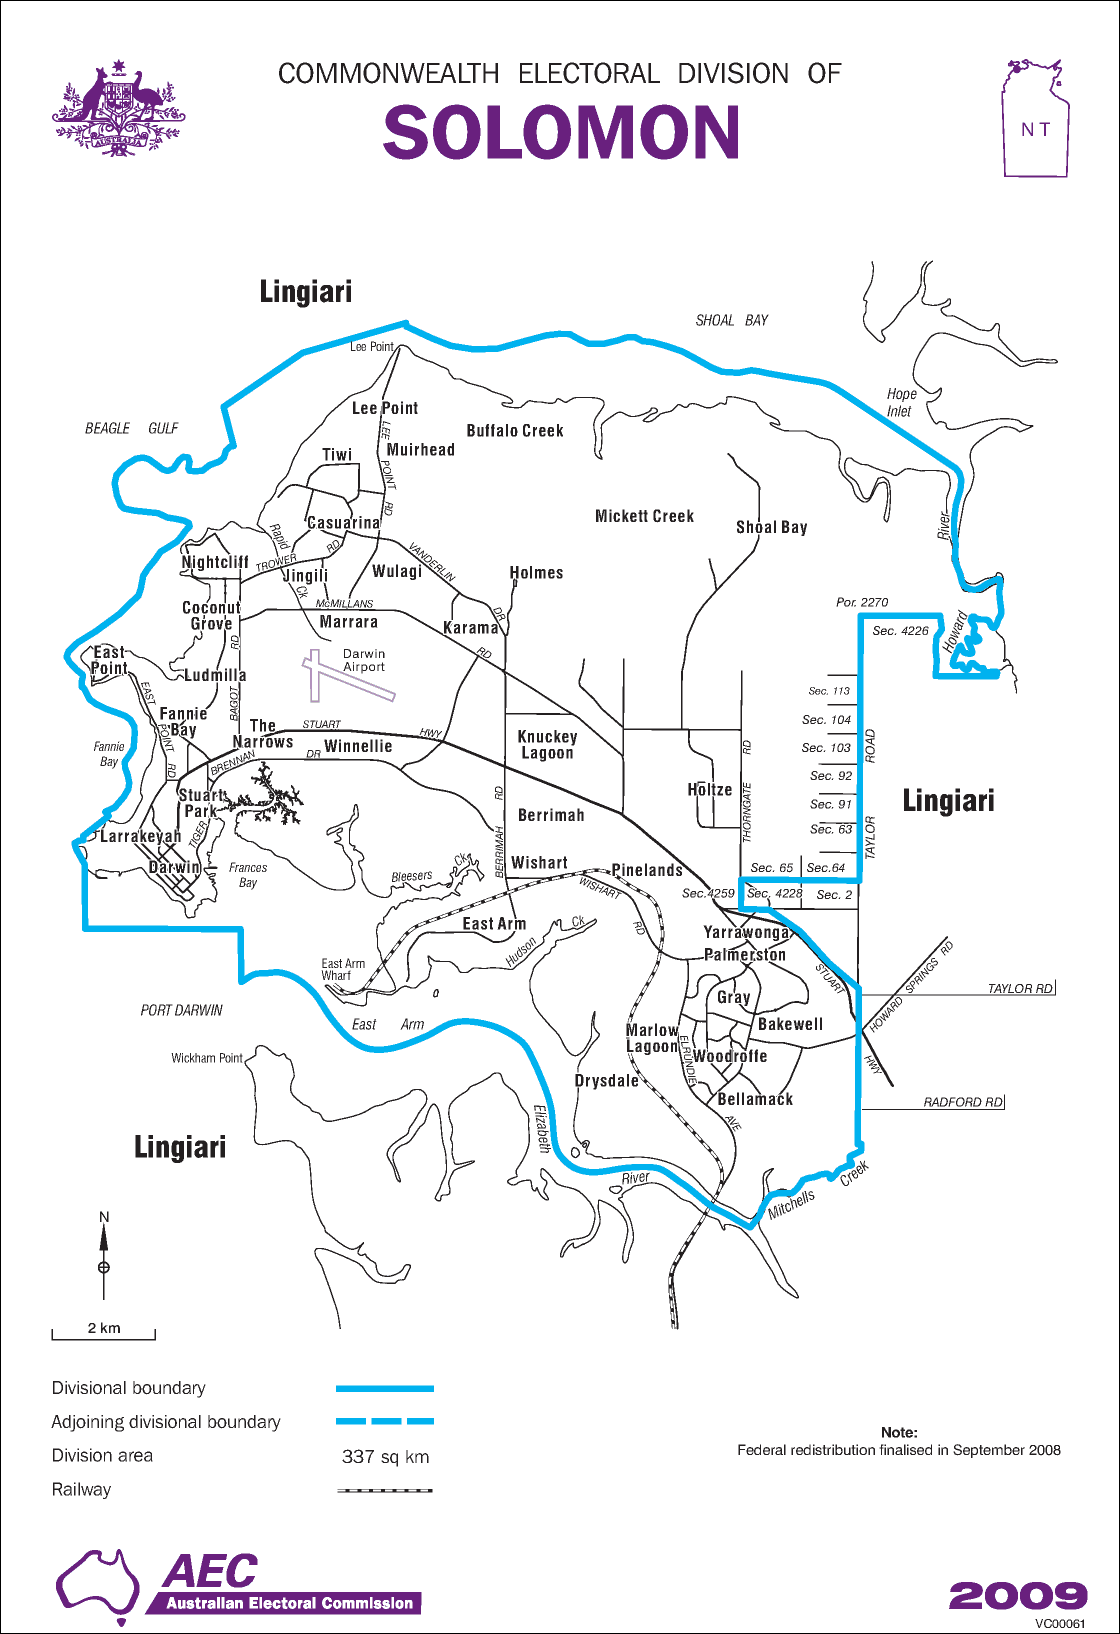 COMMONWEALTH ELECTORAL DIVISION OF
SOLOMON
AUSTRALIA
N T
Lingiari
SHOAL BAY
Lee Point
Hope
Inlet
BEAGLE GULF
Lee Point
Buffalo Creek
LEE POINT RD
Muirhead
Tiwi
Casuarina
Mickett Creek
Shoal Bay
River
Rapid
Ck
Nightcliff
TROWER RD
Jingili
Wulagi
VANDERLIN DR
Holmes
Coconut
Grove
McMILLANS
RD
Marrara
Karama
Por. 2270
Sec. 4226
Howard
East
Point
Darwin
Airport
Ludmilla
BAGOT
RD
EAST POINT RD
Sec. 113
Fannie
Bay
Sec. 104
The
Narrows
STUART
HWY
Winnellie
Knuckey
Lagoon
Fannie
Bay
BRENNAN
DR
Sec. 103
THORNGATE
RD
TAYLOR
ROAD
Sec. 92
Stuart
Park
Holtze
Lingiari
Sec. 91
Berrimah
BERRIMAH
RD
Sec. 63
Larrakeyah
TIGER
Darwin
Frances
Bay
Bleesers
Ck
Wishart
Pinelands
Sec. 65
Sec.64
WISHART
RD
Sec.4259
Sec. 4228
Sec. 2
East Arm
Hudson
Ck
Yarrawonga
Palmerston
East Arm
Wharf
STUART
HWY
HOWARD SPRINGS RD
TAYLOR RD
Gray
PORT DARWIN
East Arm
Bakewell
Marlow
Lagoon
ELRUNDIE
AVE
Woodroffe
Wickham Point
Drysdale
Bellamack
RADFORD RD
Elizabeth
River
Lingiari
Mitchells
Creek
N
2 km
Divisional boundary
Adjoining divisional boundary
Division area 337 sq km
Railway
Note:
Federal redistribution finalised in September 2008
AEC
Australian Electoral Commission
2009
VC00061